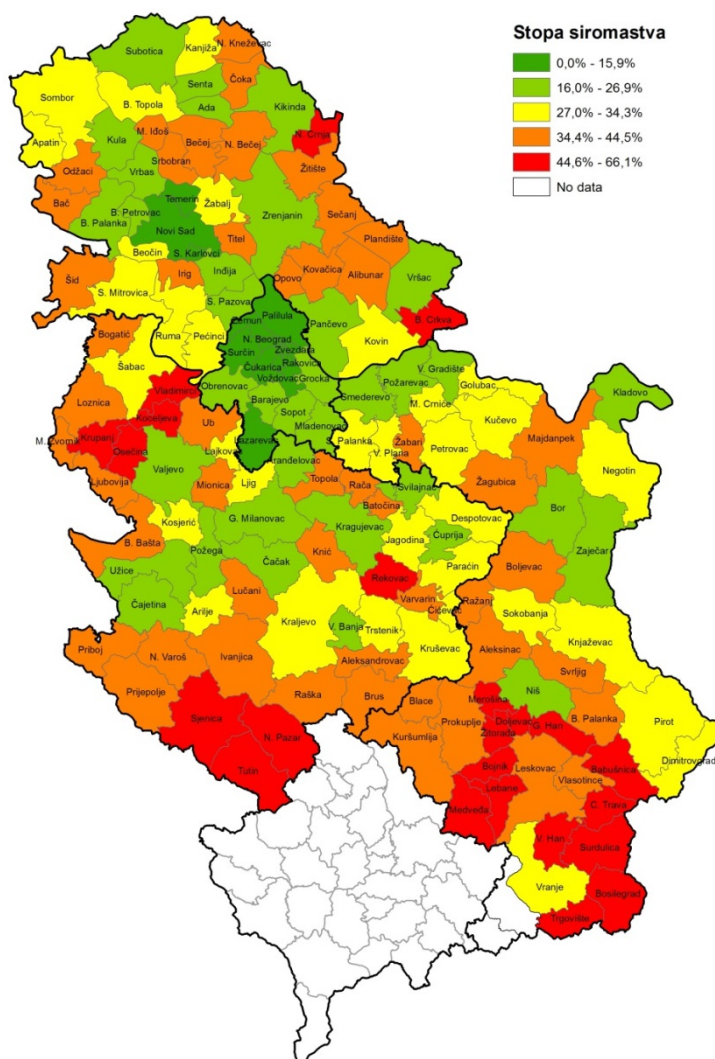 Stopa siromastva
0,0% - 15,9%
16,0% - 26,9%
27,0% - 34,3%
34,4% - 44,5%
44,6% - 66,1%
No data
Subotica
Kanjiža
N. Kneževac
Čoka
Senta
Sombor
B. Topola
Ada
Kikinda
Apatin
Kula
M. Iđoš
Bečej
N. Bečej
N. Crnja
Srbobran
Vrbas
Odžaci
Žitište
Bač
Temerin
B. Petrovac
Žabalj
B. Palanka
Zrenjanin
Sečanj
Novi Sad
Titel
Plandište
S. Karlovci
Beočin
Šid
Irig
Inđija
Kovačica
Alibunar
Vršac
Opovo
S. Mitrovica
S. Pazova
Palilula
Zemun
Pančevo
B. Crkva
Ruma
Pećinci
N. Beograd
Kovin
Bogatić
Zvezdara
Surčin
Rakovica
Čukarica
Voždovac
Grocka
Šabac
V. Gradište
Požarevac
Golubac
Kladovo
Vladimirci
Obrenovac
Barajevo
Smederevo
M. Crniće
Loznica
Koceljeva
Sopot
Kučevo
Ub
Mladenovac
Majdanpek
M. Zvornik
Krupanj
Osečina
Lazarevac
S. Palanka
Žabari
V. Plana
Petrovac
Negotin
Lajkovac
Aranđelovac
Ljubovija
Valjevo
Mionica
Ljig
Topola
Rača
Svilajnac
Žagubica
Batočina
Bor
Kosjerić
G. Milanovac
Kragujevac
Despotovac
B. Bašta
Jagodina
Ćuprija
Zaječar
Požega
Knić
Užice
Čačak
Paraćin
Boljevac
Rekovac
Čajetina
Lučani
Varvarin
Ćićevac
Ražanj
Arilje
Kraljevo
V. Banja
Trstenik
Sokobanja
Kruševac
Knjaževac
Priboj
N. Varoš
Ivanjica
Aleksandrovac
Aleksinac
Svrljig
Prijepolje
Raška
Brus
Blace
Niš
Merošina
B. Palanka
Sjenica
N. Pazar
Prokuplje
Doljevac
G. Han
Pirot
Kuršumlija
Žitorađa
Dimitrovgrad
Tutin
Bojnik
Leskovac
Babušnica
Lebane
Vlasotince
Medveđa
C. Trava
V. Han
Surdulica
Vranje
Bosilegrad
Trgovište